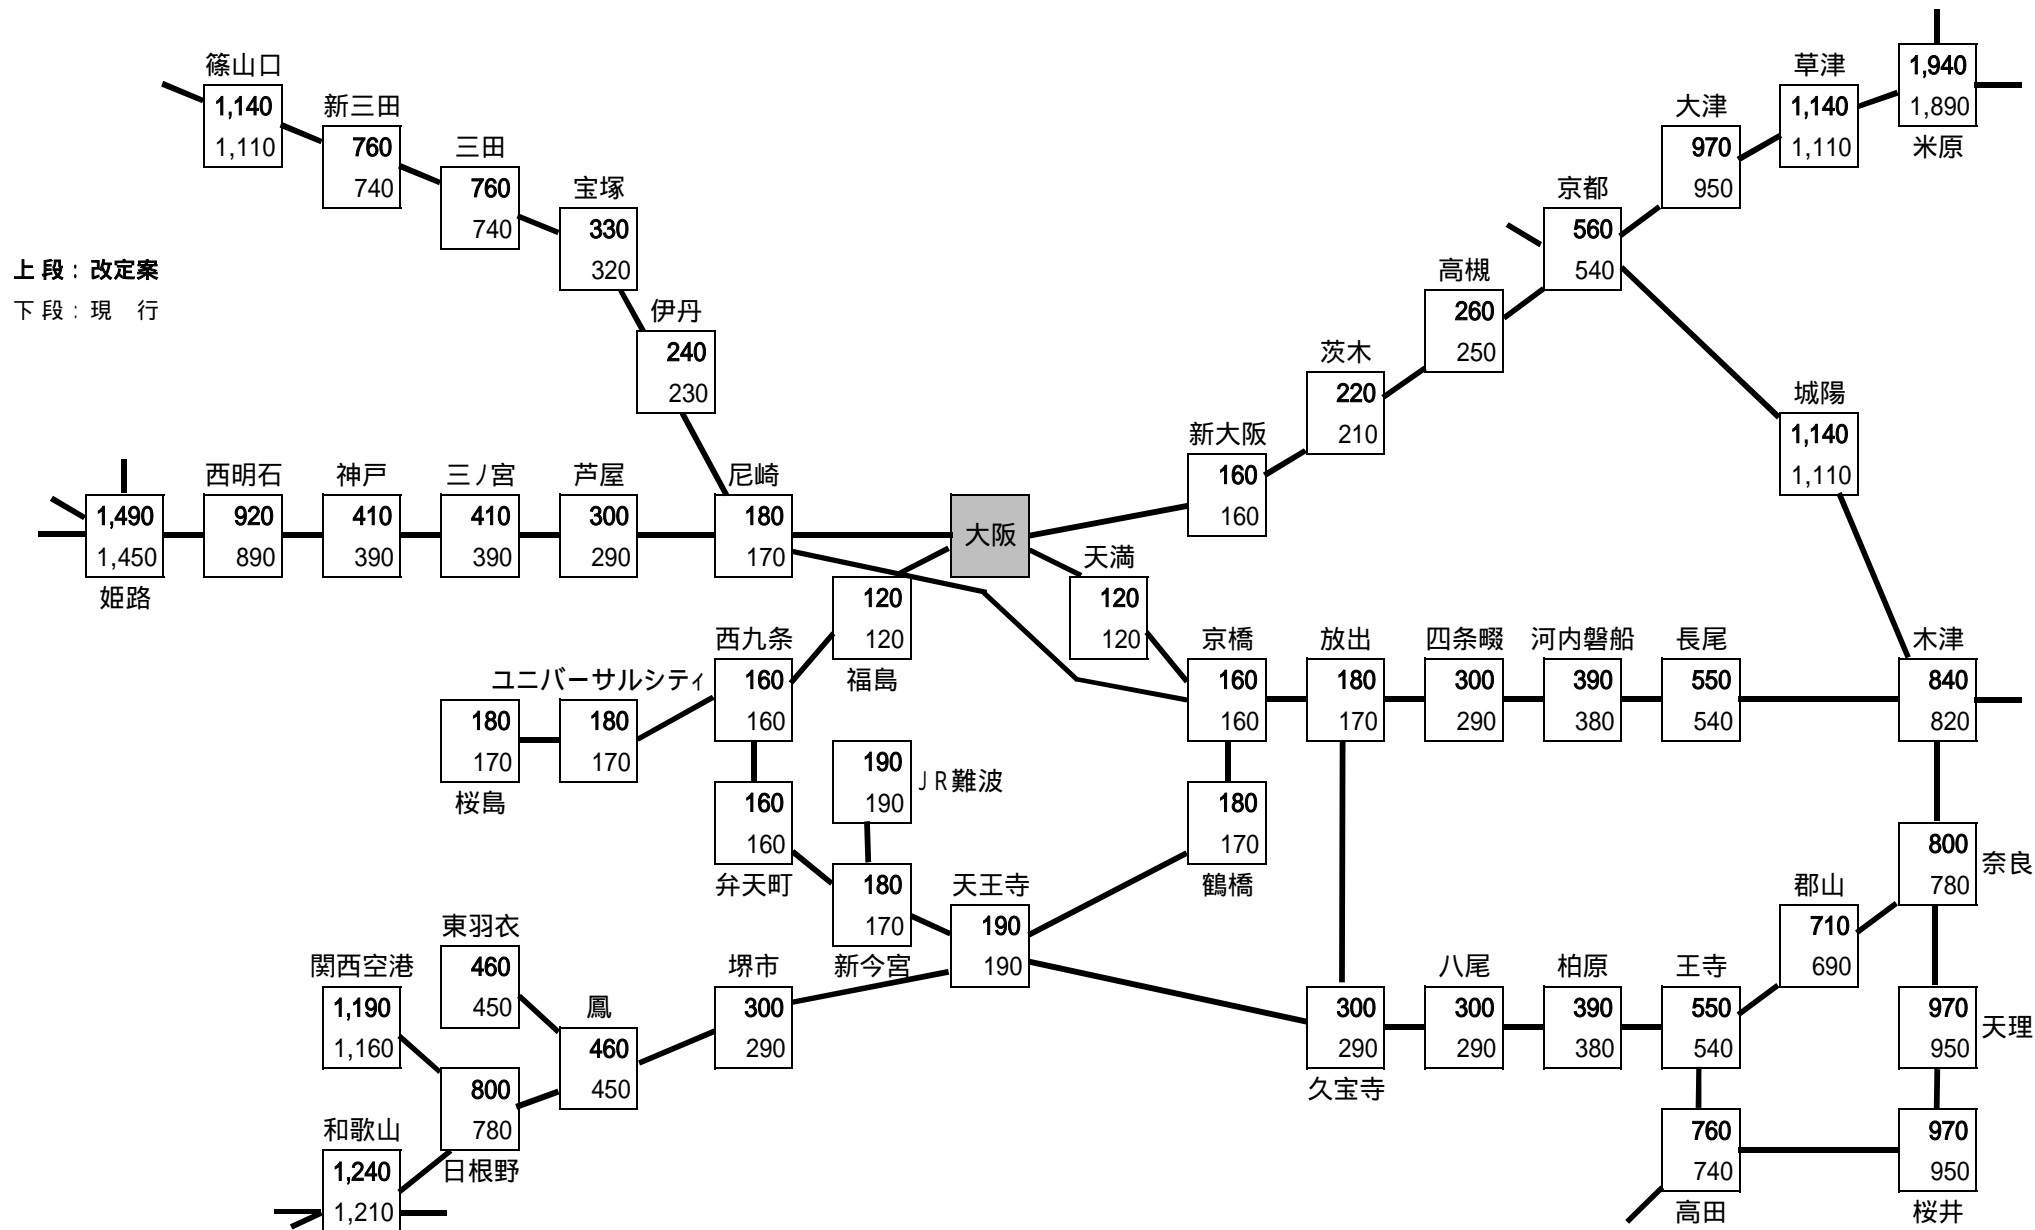 篠山口
1,140
1,110
新三田
760
740
三田
760
740
宝塚
330
320
伊丹
240
230
上段：改定案
下段：現　行
米原
1,940
1,890
草津
1,140
1,110
大津
970
950
京都
560
540
高槻
260
250
茨木
220
210
新大阪
160
160
城陽
1,140
1,110
姫路
1,490
1,450
西明石
920
890
神戸
410
390
三ノ宮
410
390
芦屋
300
290
尼崎
180
170
大阪
天満
120
120
福島
120
120
西九条
160
160
ユニバーサルシティ
180
170
桜島
180
170
京橋
160
160
放出
180
170
四条畷
300
290
河内磐船
390
380
長尾
550
540
木津
840
820
弁天町
160
160
JR難波
190
190
新今宮
180
170
鶴橋
180
170
天王寺
190
190
奈良
800
780
郡山
710
690
東羽衣
460
450
関西空港
1,190
1,160
鳳
460
450
堺市
300
290
久宝寺
300
290
八尾
300
290
柏原
390
380
王寺
550
540
天理
970
950
日根野
800
780
和歌山
1,240
1,210
高田
760
740
桜井
970
950